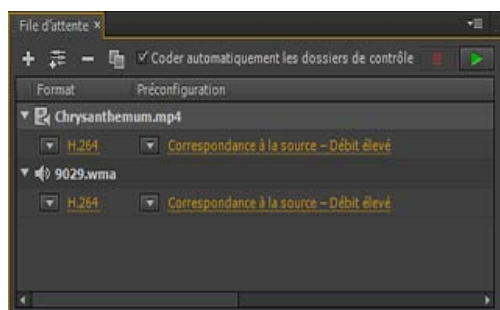 File d'attente ×
Coder automatiquement les dossiers de contrôle
Format Préconfiguration
Chrysanthemum.mp4
H.264 Correspondance à la source – Débit élevé
9029.wma
H.264 Correspondance à la source – Débit élevé